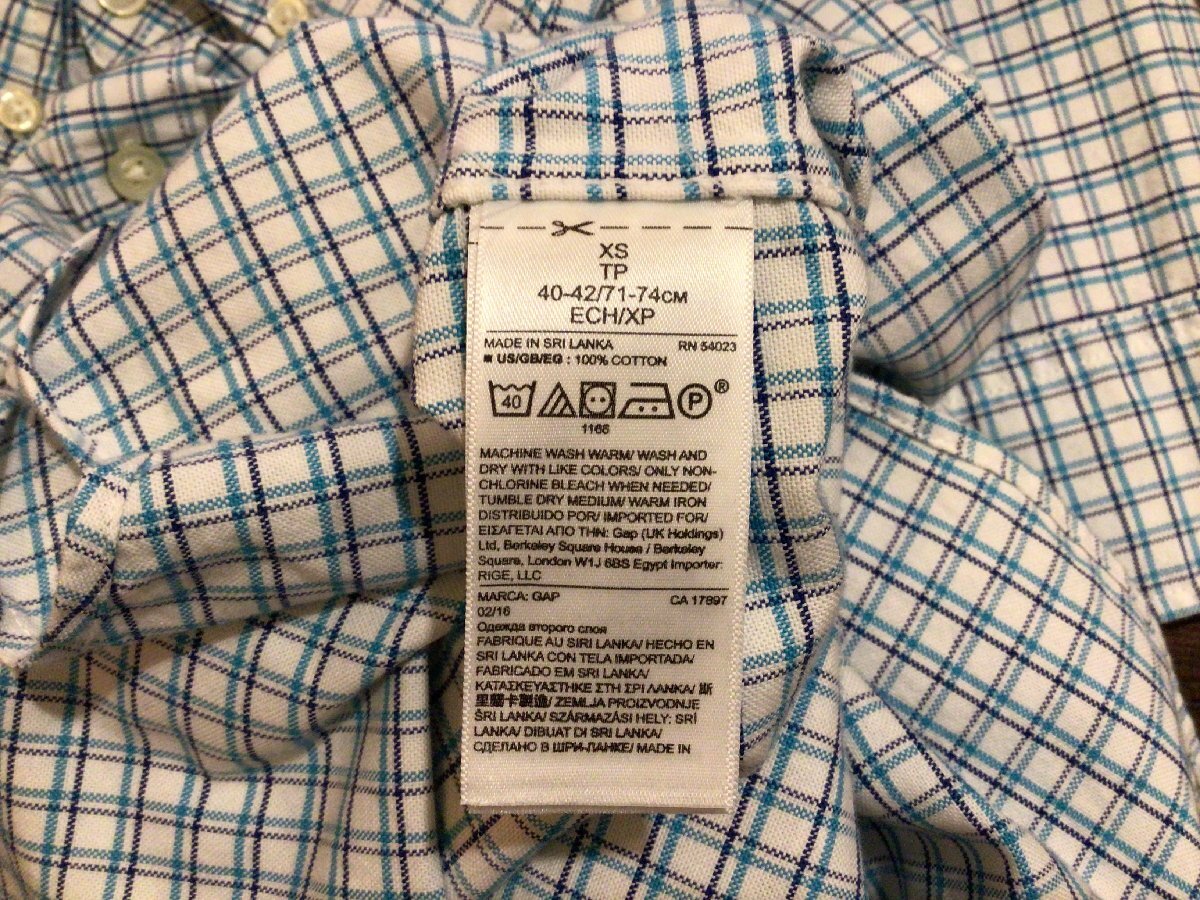 XS
TP
40-42/71-74CM
ECH/XP
MADE IN SRI LANKA RN 54023
US/GB/EG : 100% COTTON
40 P ®
1166
MACHINE WASH WARM/ WASH AND
DRY WITH LIKE COLORS/ ONLY NON-
CHLORINE BLEACH WHEN NEEDED/
TUMBLE DRY MEDIUM/ WARM IRON
DISTRIBUIDO POR/ IMPORTED FOR/
ΕΙΣΑΓΕΤΑΙ ΑΠΟ ΤΗΝ: Gap (UK Holdings)
Ltd, Berkeley Square House / Berkeley
Square, London W1J 6BS Egypt Importer:
RIGE, LLC
MARCA: GAP CA 17897
02/16
Одежда второго слоя
FABRIQUE AU SIRI LANKA/ HECHO EN
SRI LANKA CON TELA IMPORTADA/
FABRICADO EM SRI LANKA/
ΚΑΤΑΣΚΕΥΑΣΤΗΚΕ ΣΤΗ ΣΡΙ ΛΑΝΚΑ/ 斯
里蘭卡製造/ ZEMLJA PROIZVODNJE
ŠRI LANKA/ SZÁRMAZÁSI HELY: SRÍ
LANKA/ DIBUAT DI SRI LANKA/
СДЕЛАНО В ШРИ-ЛАНКЕ/ MADE IN